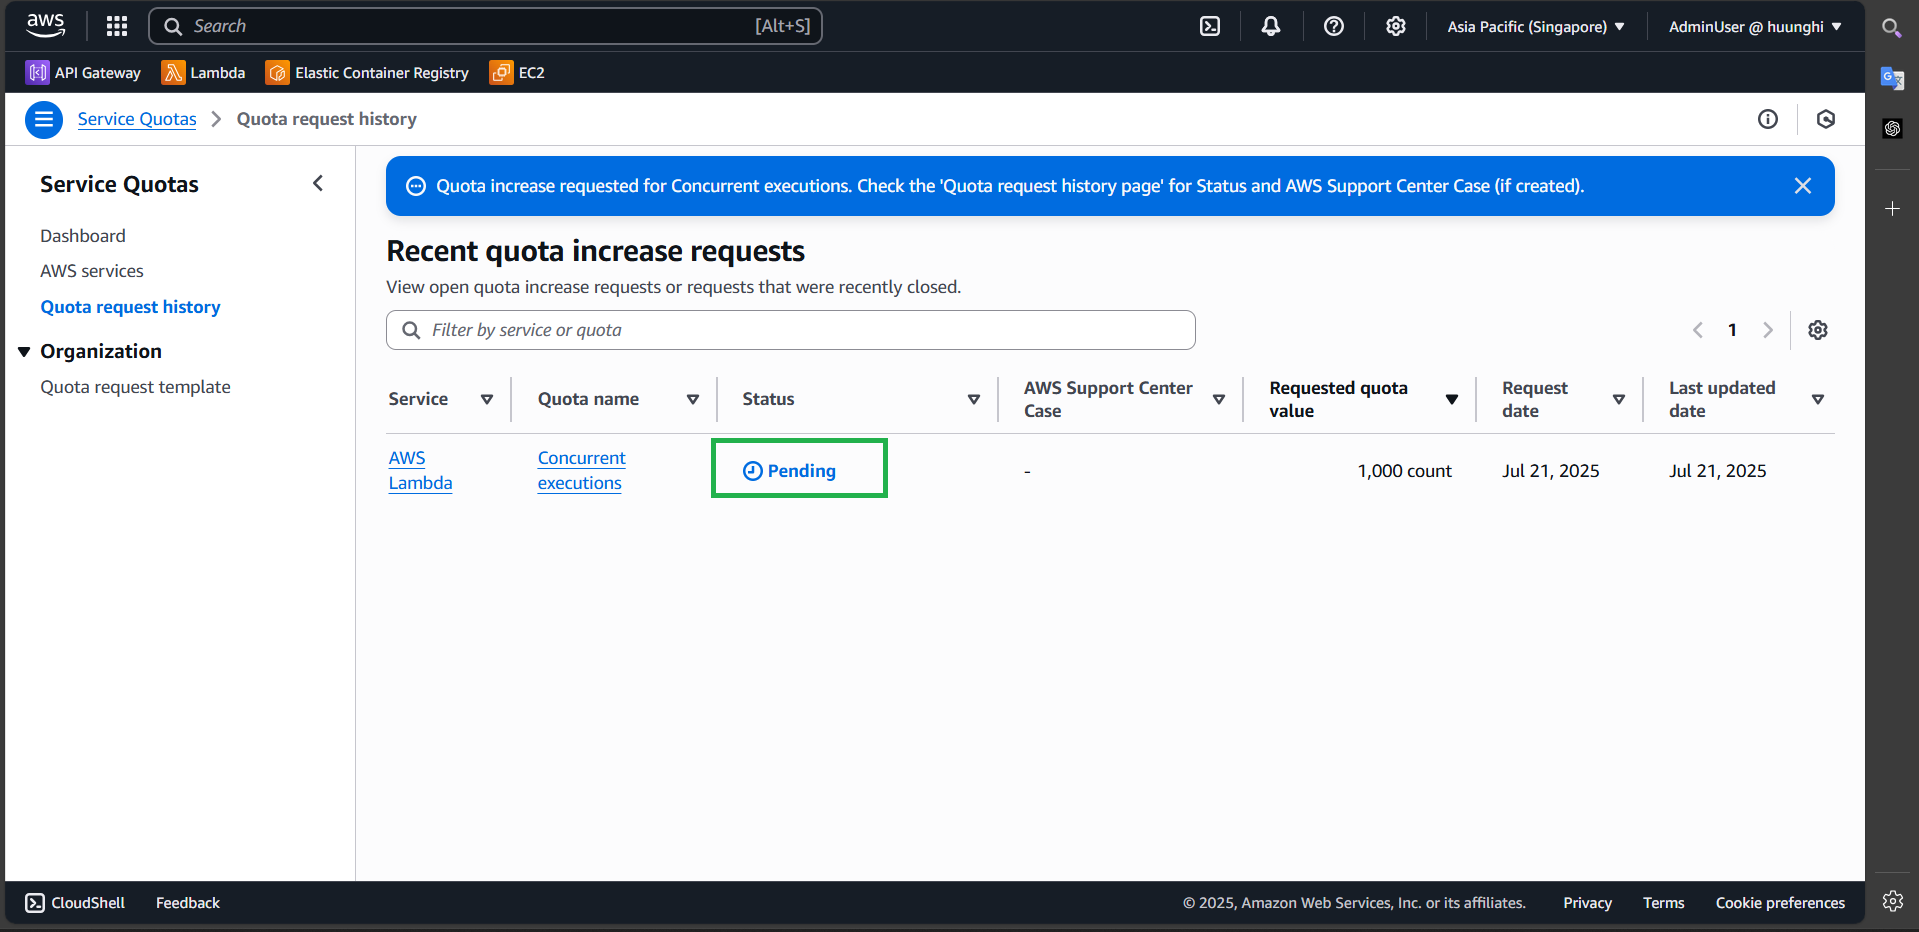 aws
Search [Alt+S]
Asia Pacific (Singapore)
AdminUser @ huunghi
API Gateway
Lambda
Elastic Container Registry
EC2
Service Quotas
Quota request history
Service Quotas
Dashboard
AWS services
Quota request history
Organization
Quota request template
Quota increase requested for Concurrent executions. Check the 'Quota request history page' for Status and AWS Support Center Case (if created).
Recent quota increase requests
View open quota increase requests or requests that were recently closed.
Filter by service or quota
1
Service
Quota name
Status
AWS Support Center
Case
Requested quota
value
Request
date
Last updated
date
AWS
Lambda
Concurrent
executions
Pending
-
1,000 count
Jul 21, 2025
Jul 21, 2025
CloudShell
Feedback
© 2025, Amazon Web Services, Inc. or its affiliates.
Privacy
Terms
Cookie preferences